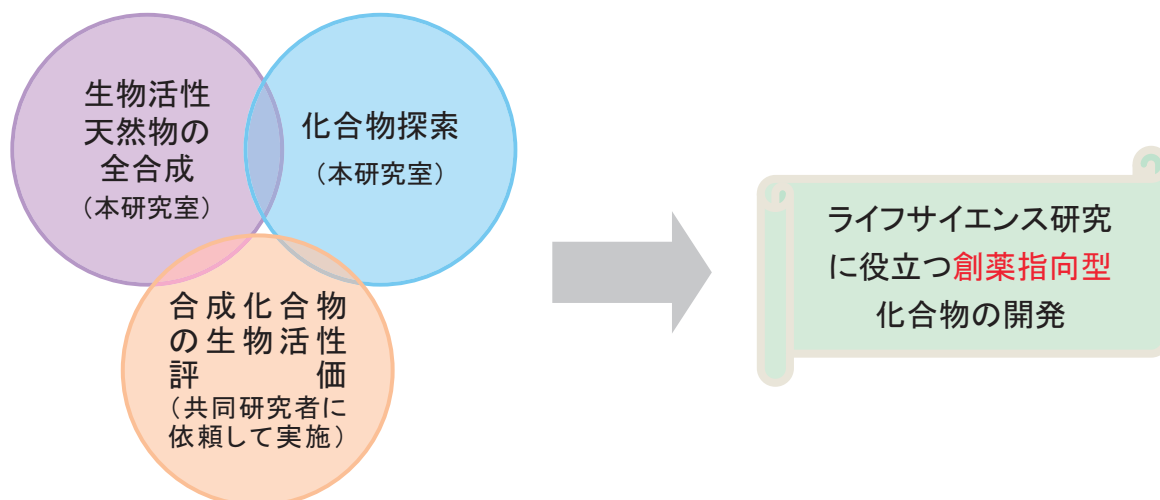 生物活性
天然物の
全合成
（本研究室）
化合物探索
（本研究室）
合成化合物
の生物活性
評価
（共同研究者に
依頼して実施）
ライフサイエンス研究
に役立つ創薬指向型
化合物の開発